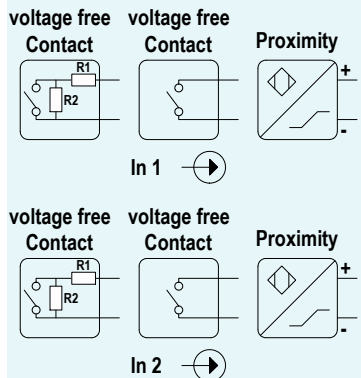 voltage free voltage free
Contact Contact Proximity
R1
R2
+
-
In 1
voltage free voltage free
Contact Contact Proximity
R1
R2
+
-
In 2